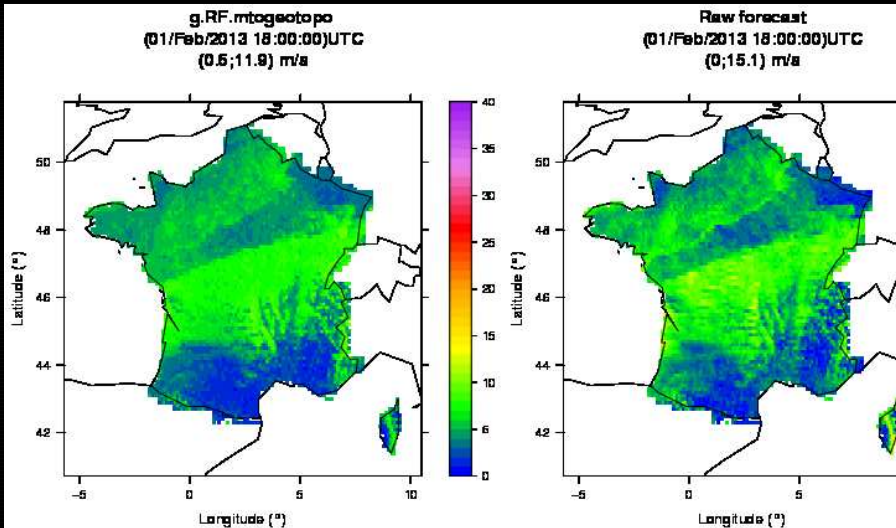 g.RF.mtogeotopo
(01/Feb/2013 18:00:00)UTC
(0.5;11.9) m/s
Latitude (°)
50
48
46
44
42
−5
0
5
10
Longitude (°)
40
35
30
25
20
15
10
5
0
Raw forecast
(01/Feb/2013 18:00:00)UTC
(0;15.1) m/s
Latitude (°)
50
48
46
44
42
−5
0
5
Longitude (°)